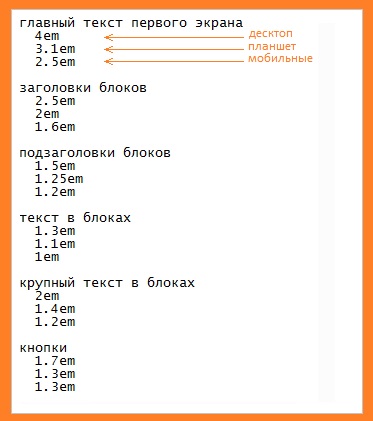 главный текст первого экрана
4em десктоп
3.1em планшет
2.5em мобильные
заголовки блоков
2.5em
2em
1.6em
подзаголовки блоков
1.5em
1.25em
1.2em
текст в блоках
1.3em
1.1em
1em
крупный текст в блоках
2em
1.4em
1.2em
кнопки
1.7em
1.3em
1.3em